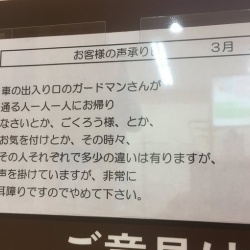 お客様の声承り
3月
車の出入り口のガードマンさんが
通る人一人一人にお帰り
なさいとか、ごくろう様、とか、
お気を付けとか、その時々、
その人それぞれで多少の違いは有りますが、
声を掛けていますが、非常に
耳障りですのでやめて下さい。
ご意見